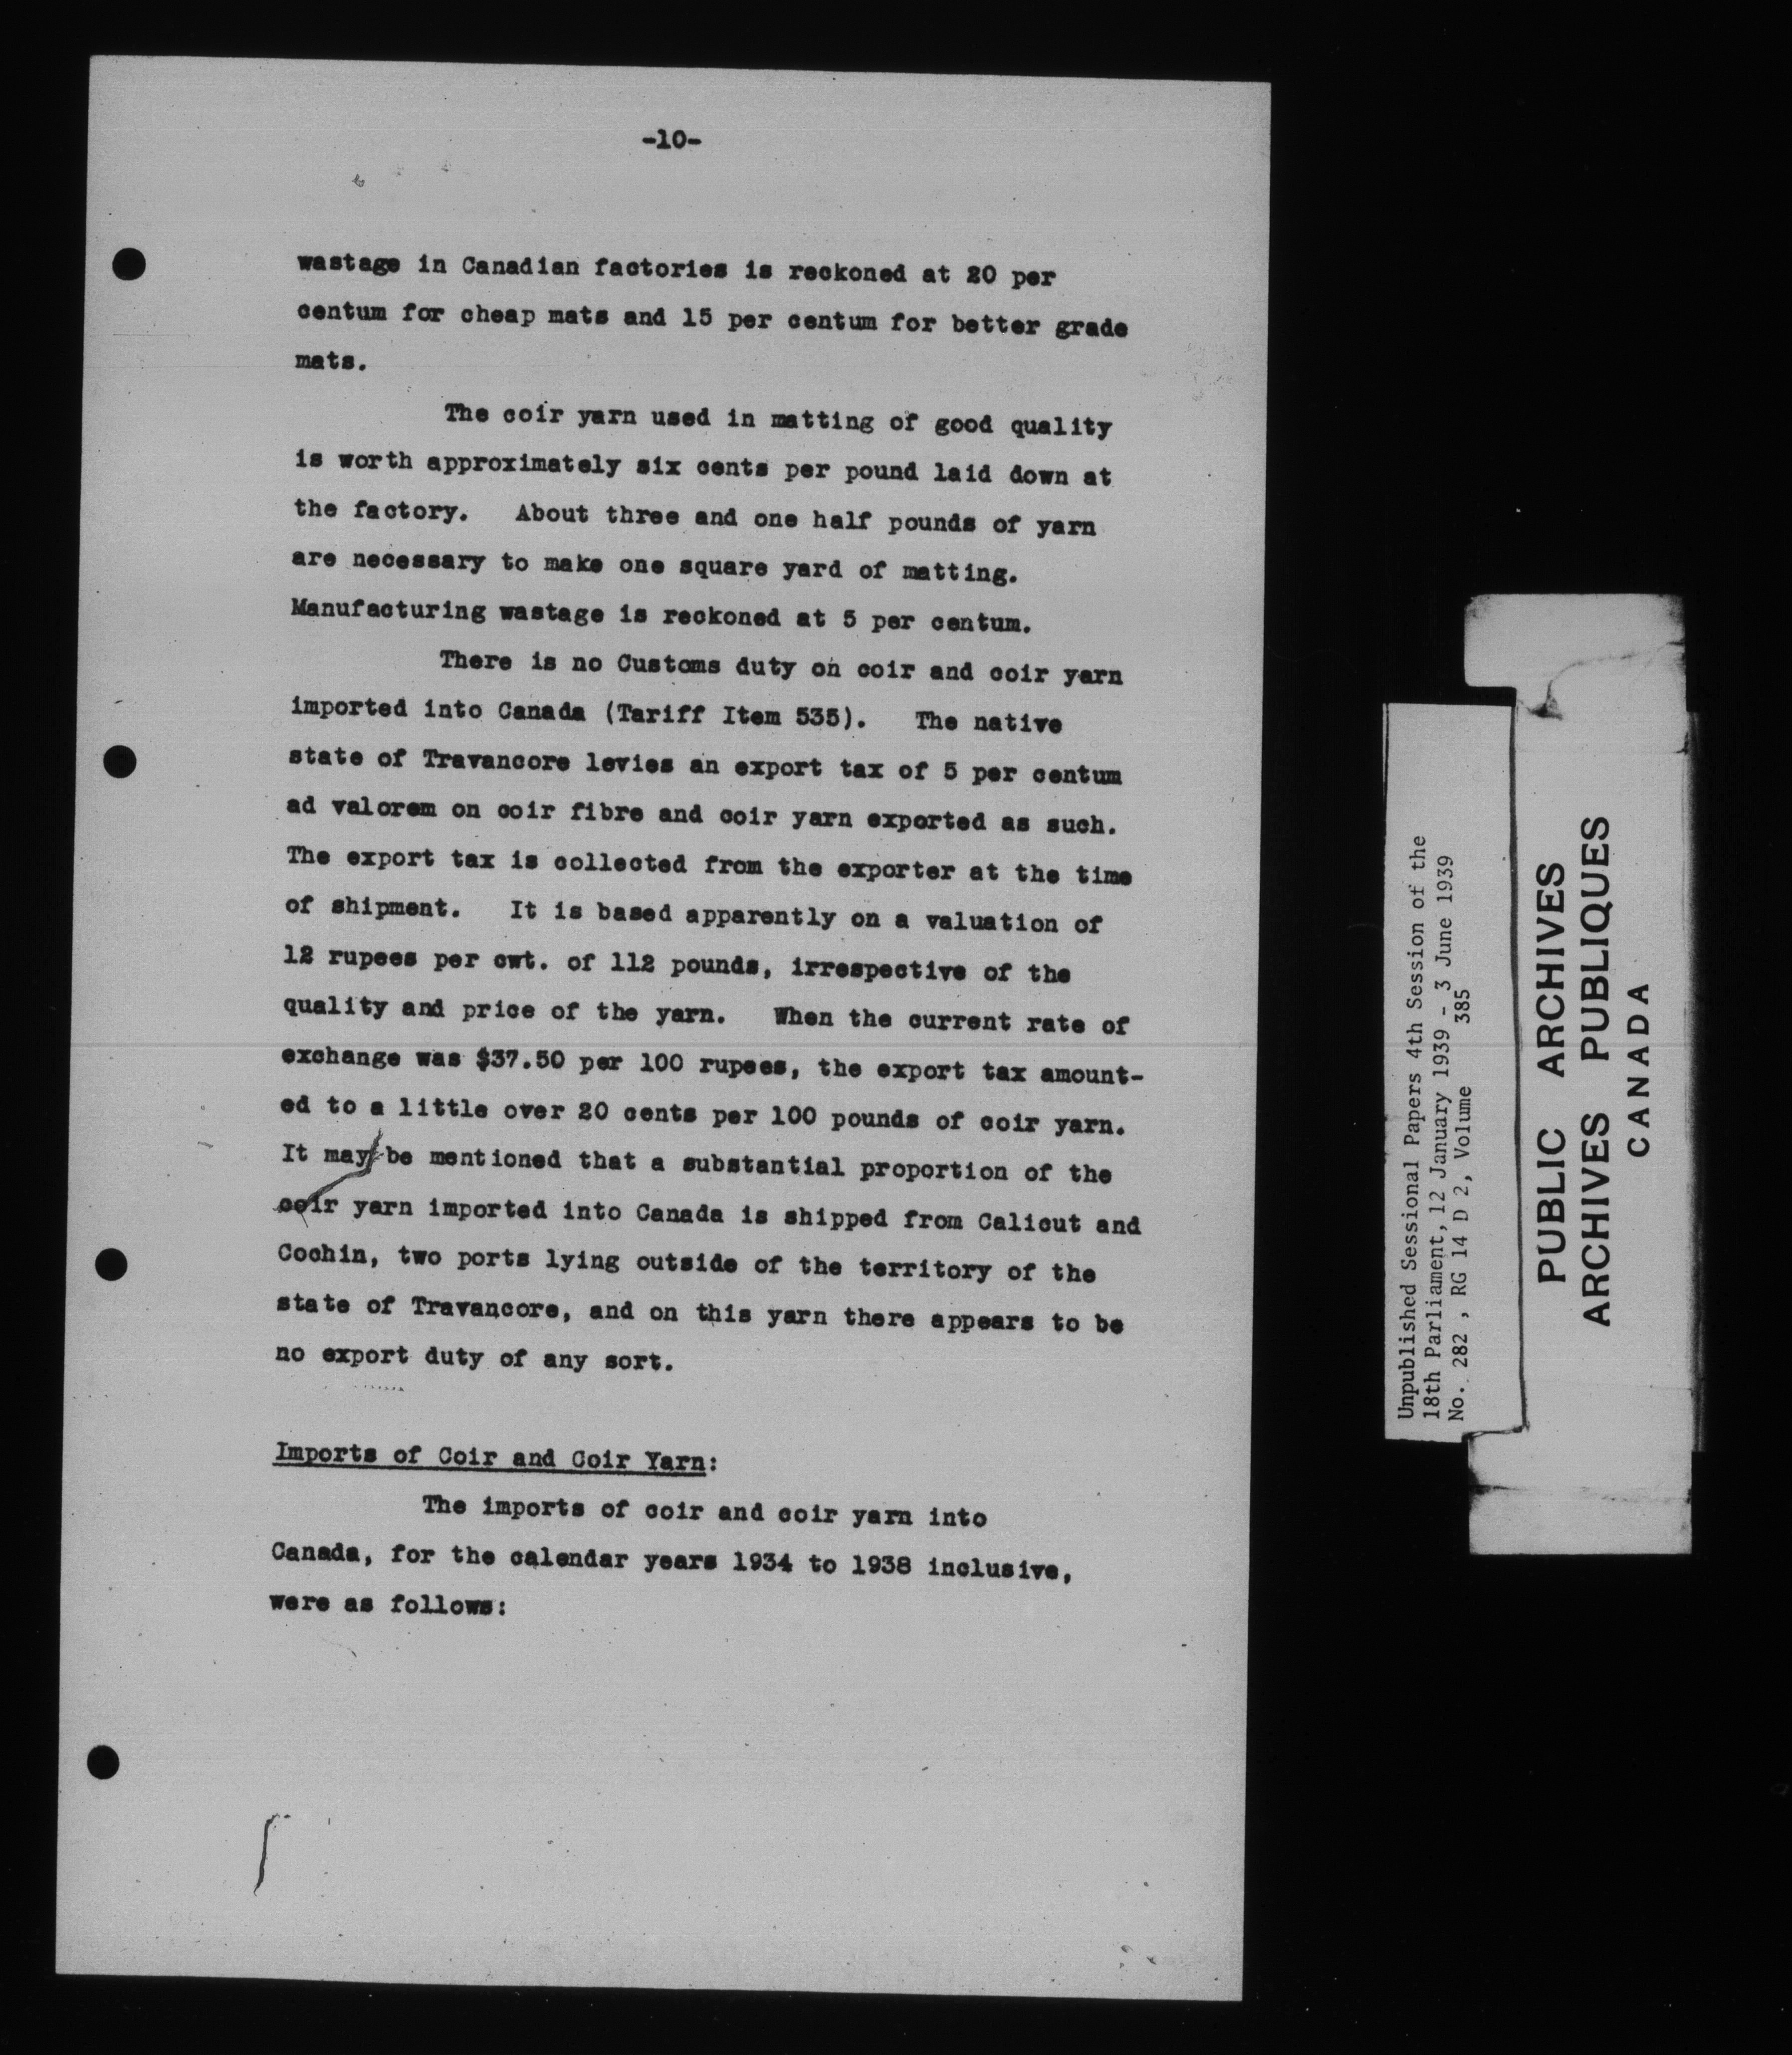 -10-
wastage in Canadian factories is reckoned at 20 per
centum for cheap mats and 15 per centum for better grade
mats.
The coir yarn used in matting of good quality
is worth approximately six cents per pound laid down at
the factory. About three and one half pounds of yarn
are necessary to make one square yard of matting.
Manufacturing wastage is reckoned at 5 per centum.
There is no Customs duty on coir and coir yarn
imported into Canada (Tariff Item 535). The native
state of Travancore levies an export tax of 5 per centum
ad valorem on coir fibre and coir yarn exported as such.
The export tax is collected from the exporter at the time
of shipment. It is based apparently on a valuation of
12 rupees per cwt. of 112 pounds, irrespective of the
quality and price of the yarn. When the current rate of
exchange was $37.50 per 100 rupees, the export tax amount-
ed to a little over 20 cents per 100 pounds of coir yarn.
It may be mentioned that a substantial proportion of the
coir yarn imported into Canada is shipped from Calicut and
Cochin, two ports lying outside of the territory of the
state of Travancore, and on this yarn there appears to be
no export duty of any sort.
Imports of Coir and Coir Yarn:
The imports of coir and coir yarn into
Canada, for the calendar years 1934 to 1938 inclusive,
were as follows:
Unpublished Sessional Papers 4th Session of the
18th Parliament, 12 January 1939 - 3 June 1939
No. 282 , RG 14 D 2, Volume 385
PUBLIC ARCHIVES
ARCHIVES PUBLIQUES
CANADA